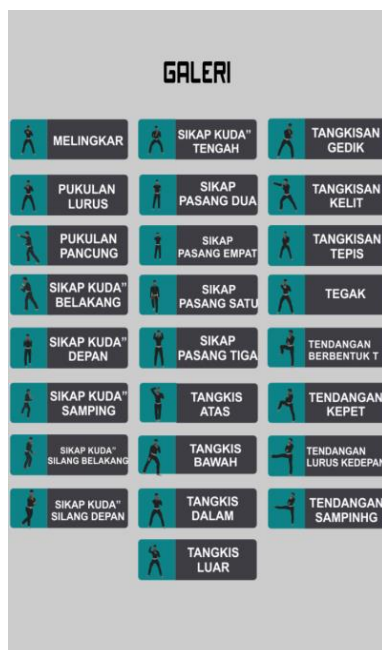 GALERI
MELINGKAR
PUKULAN
LURUS
PUKULAN
PANCUNG
SIKAP KUDA"
BELAKANG
SIKAP KUDA"
DEPAN
SIKAP KUDA"
SAMPING
SIKAP KUDA"
SILANG BELAKANG
SIKAP KUDA"
SILANG DEPAN
SIKAP KUDA"
TENGAH
SIKAP
PASANG DUA
SIKAP
PASANG EMPAT
SIKAP
PASANG SATU
SIKAP
PASANG TIGA
TANGKIS
ATAS
TANGKIS
BAWAH
TANGKIS
DALAM
TANGKIS
LUAR
TANGKISAN
GEDIK
TANGKISAN
KELIT
TANGKISAN
TEPIS
TEGAK
TENDANGAN
BERBENTUK T
TENDANGAN
KEPET
TENDANGAN
LURUS KEDEPAN
TENDANGAN
SAMPINHG